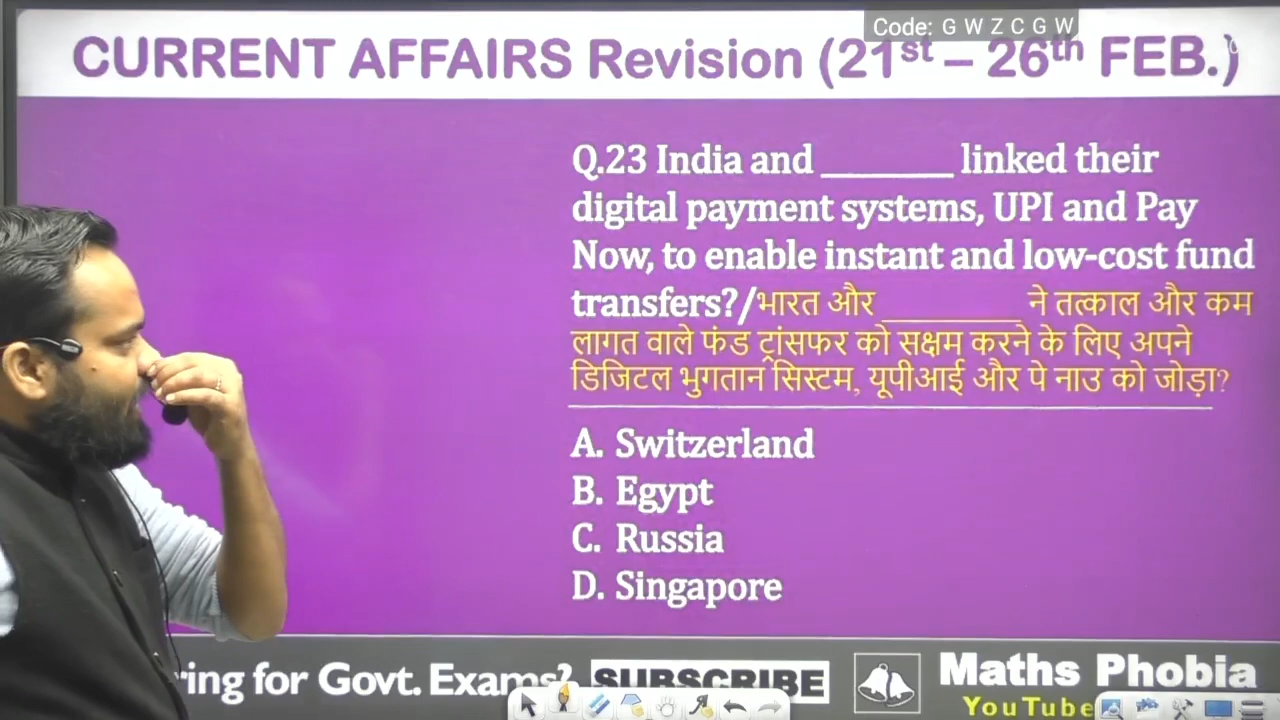 Code: G W Z C G W
CURRENT AFFAIRS Revision (21st – 26th FEB.)
Q.23 India and _______ linked their
digital payment systems, UPI and Pay
Now, to enable instant and low-cost fund
transfers?/भारत और _______ ने तत्काल और कम
लागत वाले फंड ट्रांसफर को सक्षम करने के लिए अपने
डिजिटल भुगतान सिस्टम, यूपीआई और पे नाउ को जोड़ा?
A. Switzerland
B. Egypt
C. Russia
D. Singapore
ring for Govt. Exams? SUBSCRIBE
Maths Phobia
YouTube